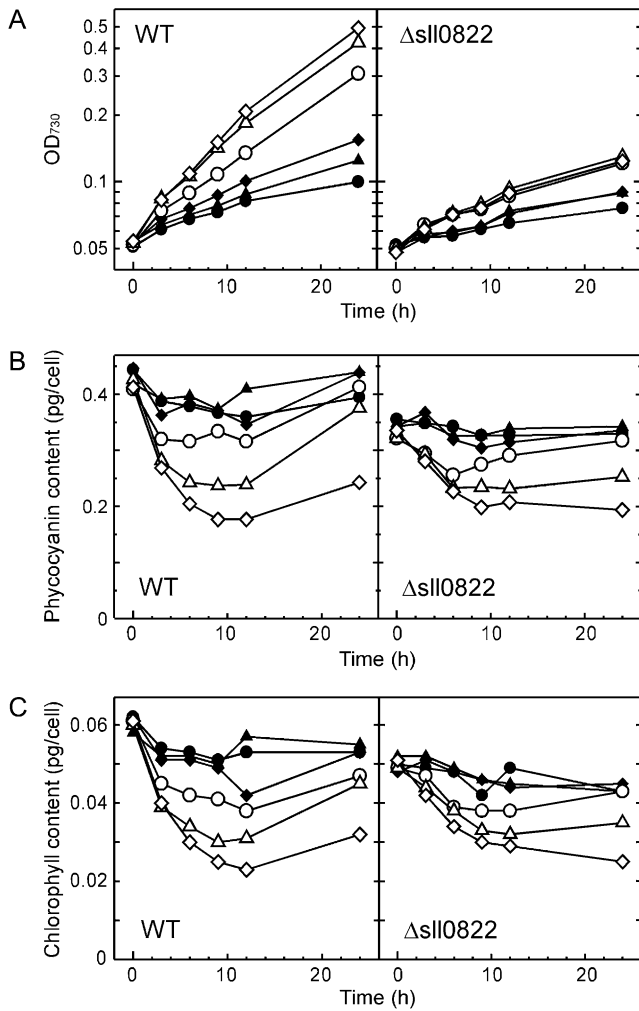 A
WT
Δsll0822
0.5
0.4
0.3
0.2
0.1
0.05
OD730
0 10 20 0 10 20
Time (h)
B
Phycocyanin content (pg/cell)
0.4
0.2
0
WT
Δsll0822
0 10 20 0 10 20
Time (h)
C
Chlorophyll content (pg/cell)
0.06
0.04
0.02
0
WT
Δsll0822
0 10 20 0 10 20
Time (h)